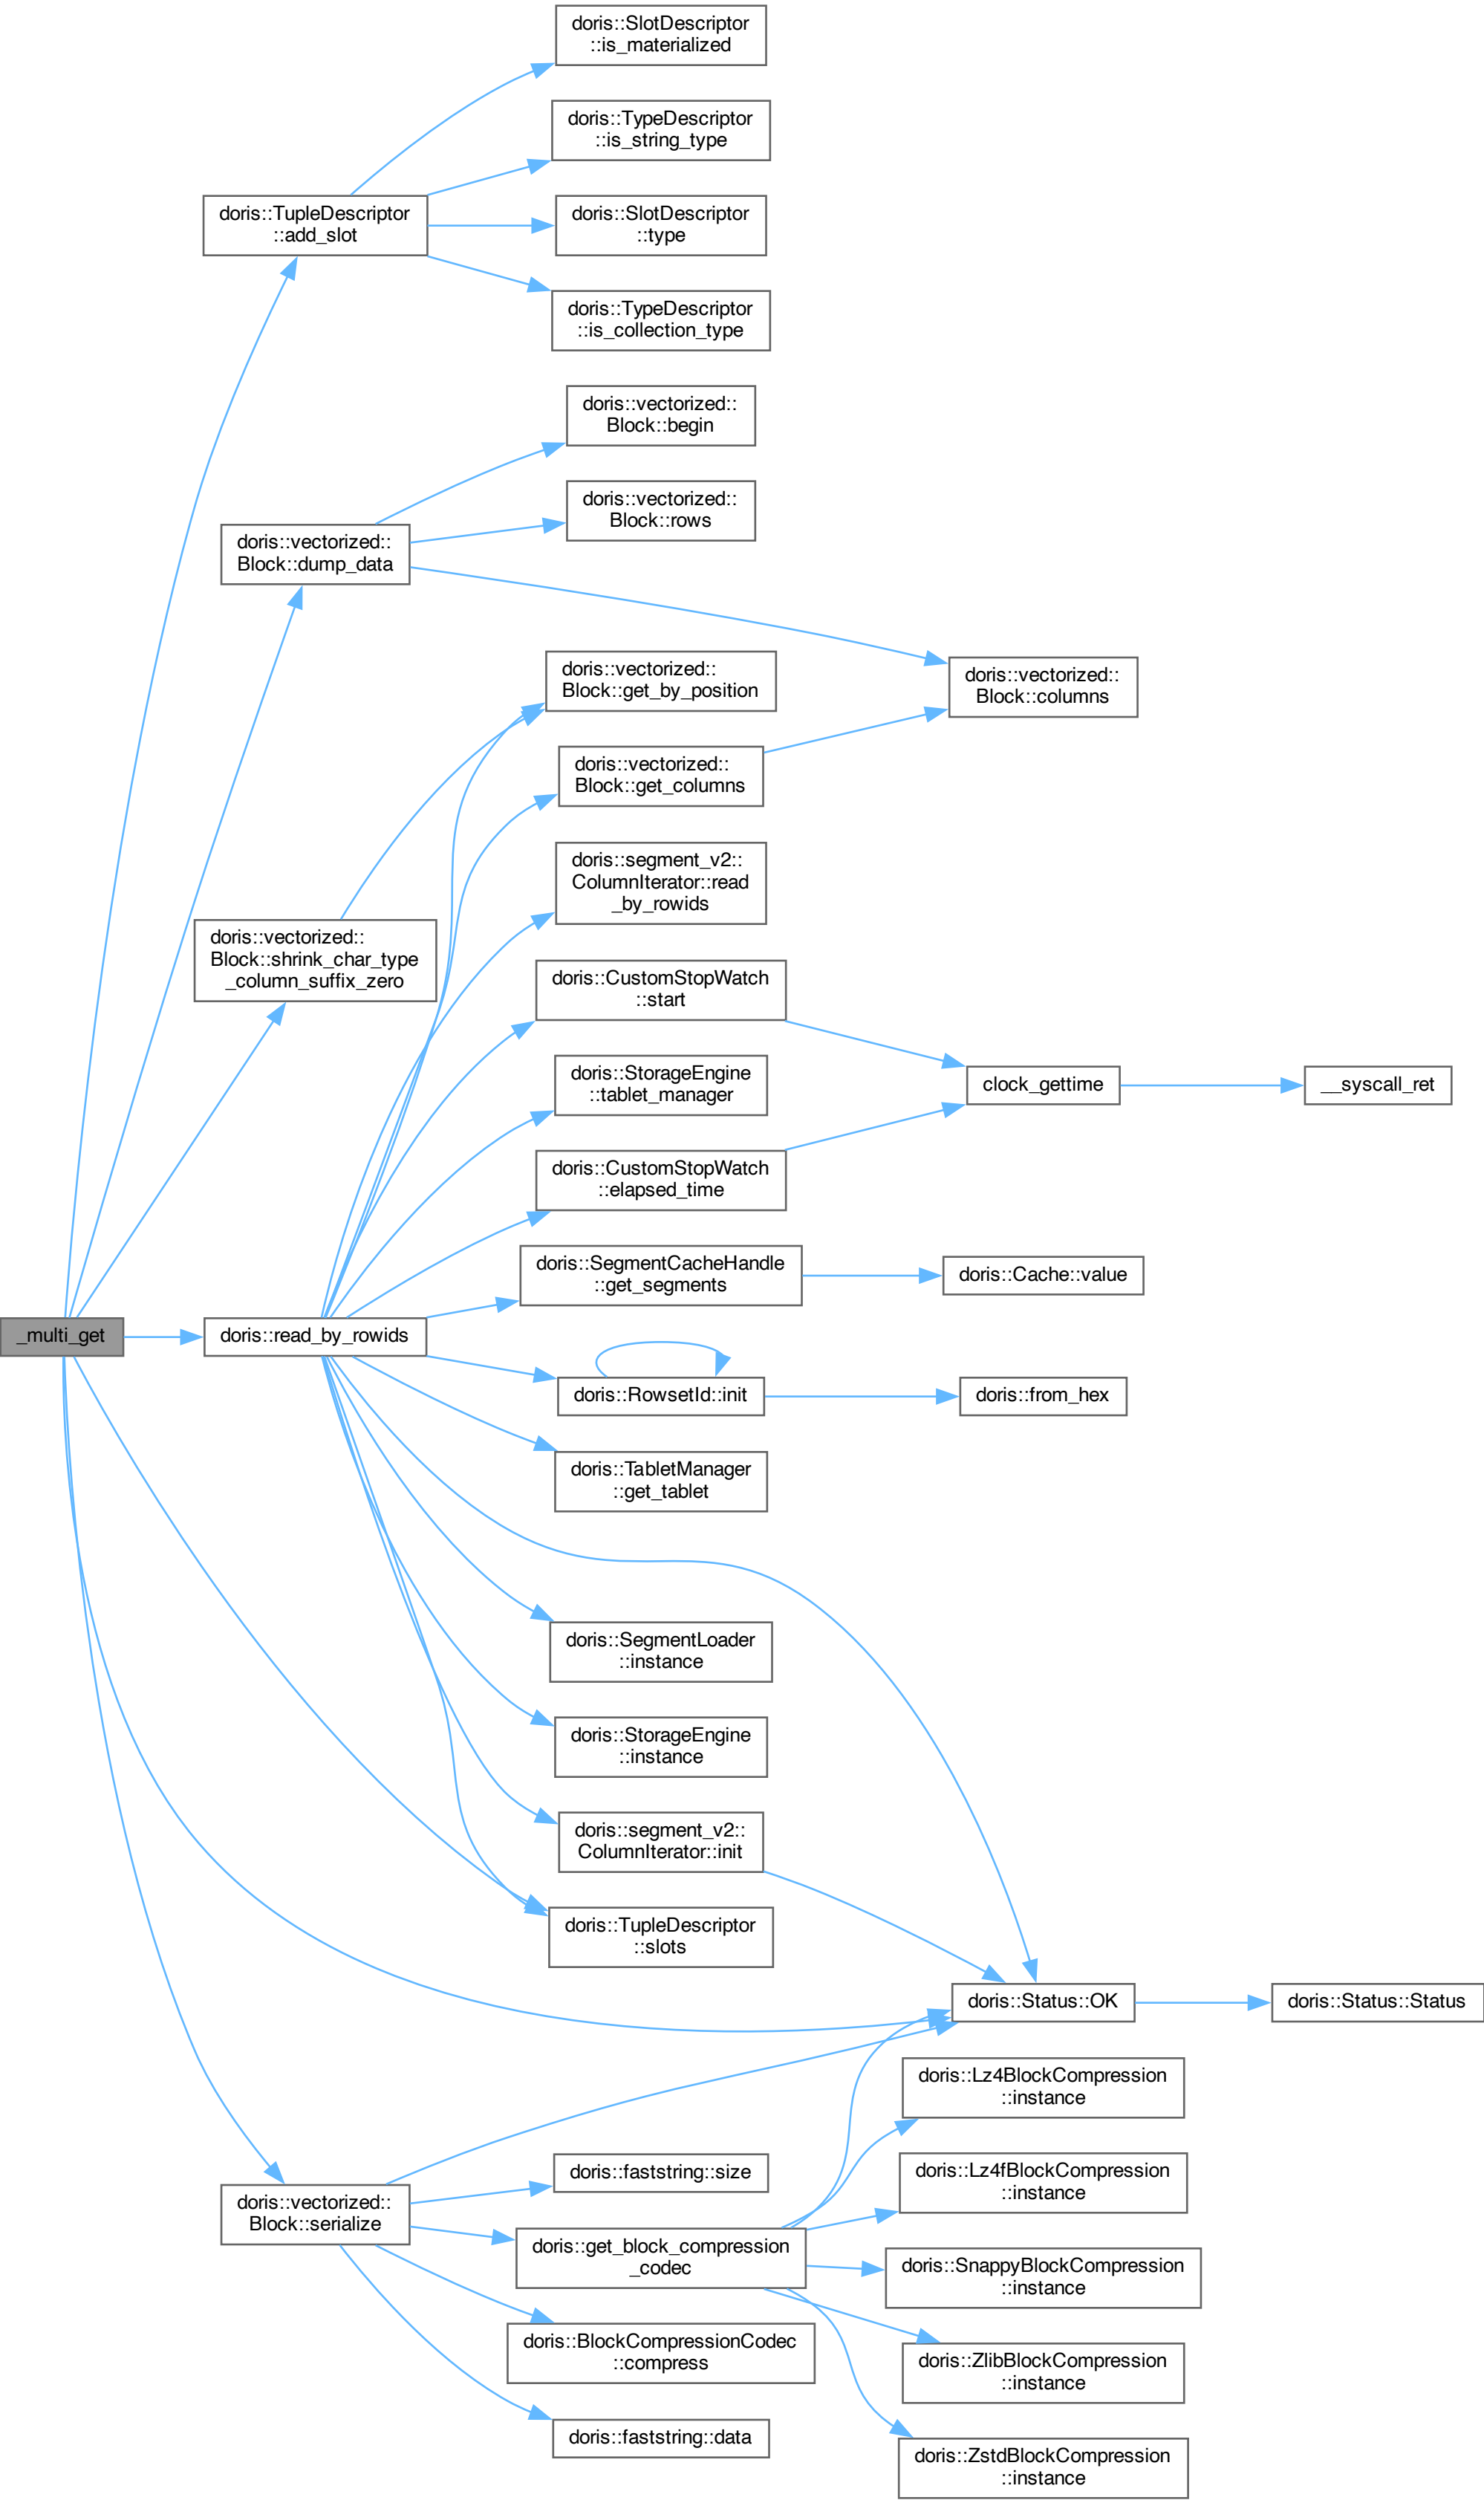 doris::SlotDescriptor
::is_materialized
doris::TypeDescriptor
::is_string_type
doris::TupleDescriptor
::add_slot
doris::SlotDescriptor
::type
doris::TypeDescriptor
::is_collection_type
doris::vectorized::
Block::begin
doris::vectorized::
Block::rows
doris::vectorized::
Block::dump_data
doris::vectorized::
Block::get_by_position
doris::vectorized::
Block::columns
doris::vectorized::
Block::get_columns
doris::segment_v2::
ColumnIterator::read
_by_rowids
doris::vectorized::
Block::shrink_char_type
_column_suffix_zero
doris::CustomStopWatch
::start
doris::StorageEngine
::tablet_manager
clock_gettime
__syscall_ret
doris::CustomStopWatch
::elapsed_time
doris::SegmentCacheHandle
::get_segments
doris::Cache::value
_multi_get
doris::read_by_rowids
doris::RowsetId::init
doris::from_hex
doris::TabletManager
::get_tablet
doris::SegmentLoader
::instance
doris::StorageEngine
::instance
doris::segment_v2::
ColumnIterator::init
doris::TupleDescriptor
::slots
doris::Status::OK
doris::Status::Status
doris::Lz4BlockCompression
::instance
doris::faststring::size
doris::Lz4fBlockCompression
::instance
doris::vectorized::
Block::serialize
doris::get_block_compression
_codec
doris::SnappyBlockCompression
::instance
doris::BlockCompressionCodec
::compress
doris::ZlibBlockCompression
::instance
doris::faststring::data
doris::ZstdBlockCompression
::instance